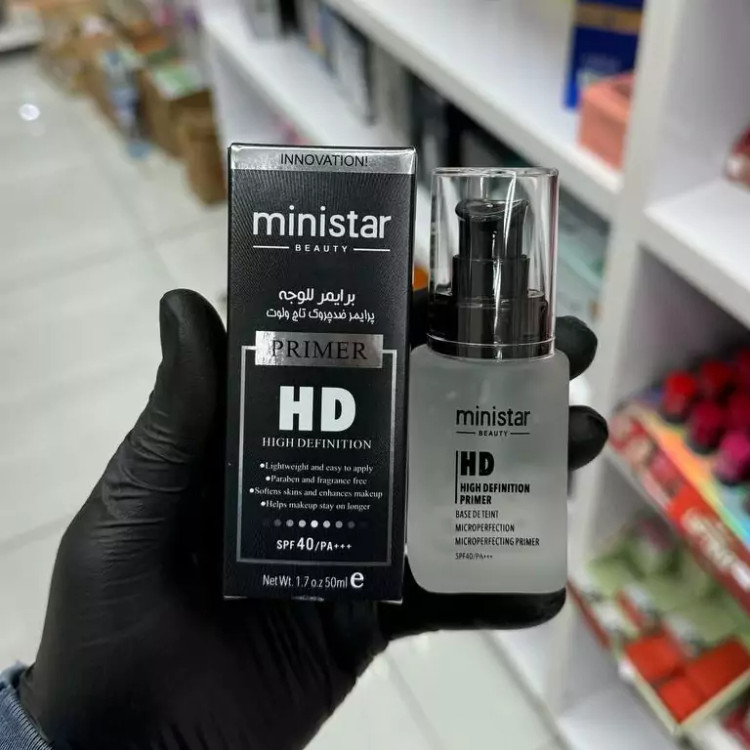 INNOVATION!
ministar
BEAUTY
برايمر للوجه
پرایمر ضدچروک تاچ ولوت
PRIMER
HD
HIGH DEFINITION
•Lightweight and easy to apply
•Paraben and fragrance free
•Softens skins and enhances makeup
•Helps makeup stay on longer
SPF 40/PA+++
Net Wt. 1.7 o.z 50ml e
ministar
BEAUTY
HD
HIGH DEFINITION
PRIMER
BASE DE TEINT
MICROPERFECTION
MICROPERFECTING PRIMER
SPF40/PA+++